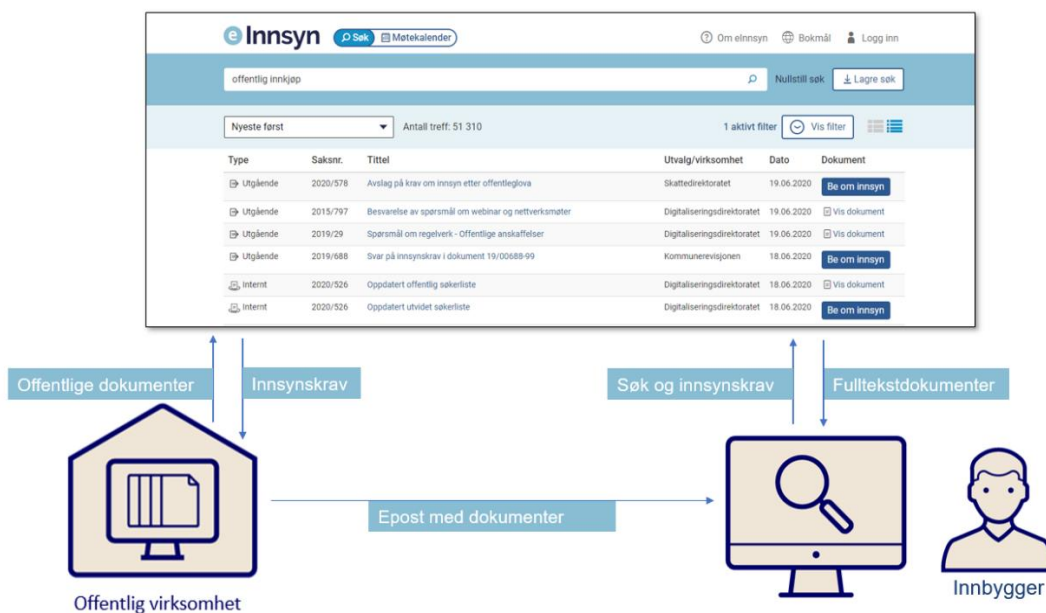 eInnsyn Søk Møtekalender Om eInnsyn Bokmål Logg inn
offentlig innkjøp Nullstill søk Lagre søk
Nyeste først Antall treff: 51 310 1 aktivt filter Vis filter
Type Saksnr. Tittel Utvalg/virksomhet Dato Dokument
Utgående 2020/578 Avslag på krav om innsyn etter offentleglova Skattedirektoratet 19.06.2020 Be om innsyn
Utgående 2015/797 Besvarelse av spørsmål om webinar og nettverksmøter Digitaliseringsdirektoratet 19.06.2020 Vis dokument
Utgående 2019/29 Spørsmål om regelverk - Offentlige anskaffelser Digitaliseringsdirektoratet 19.06.2020 Vis dokument
Utgående 2019/688 Svar på innsynskrav i dokument 19/00688-99 Kommunerevisjonen 18.06.2020 Be om innsyn
Internt 2020/526 Oppdatert offentlig søkerliste Digitaliseringsdirektoratet 18.06.2020 Vis dokument
Internt 2020/526 Oppdatert utvidet søkerliste Digitaliseringsdirektoratet 18.06.2020 Be om innsyn
Offentlige dokumenter Innsynskrav Søk og innsynskrav Fulltekstdokumenter
Epost med dokumenter
Innbygger
Offentlig virksomhet